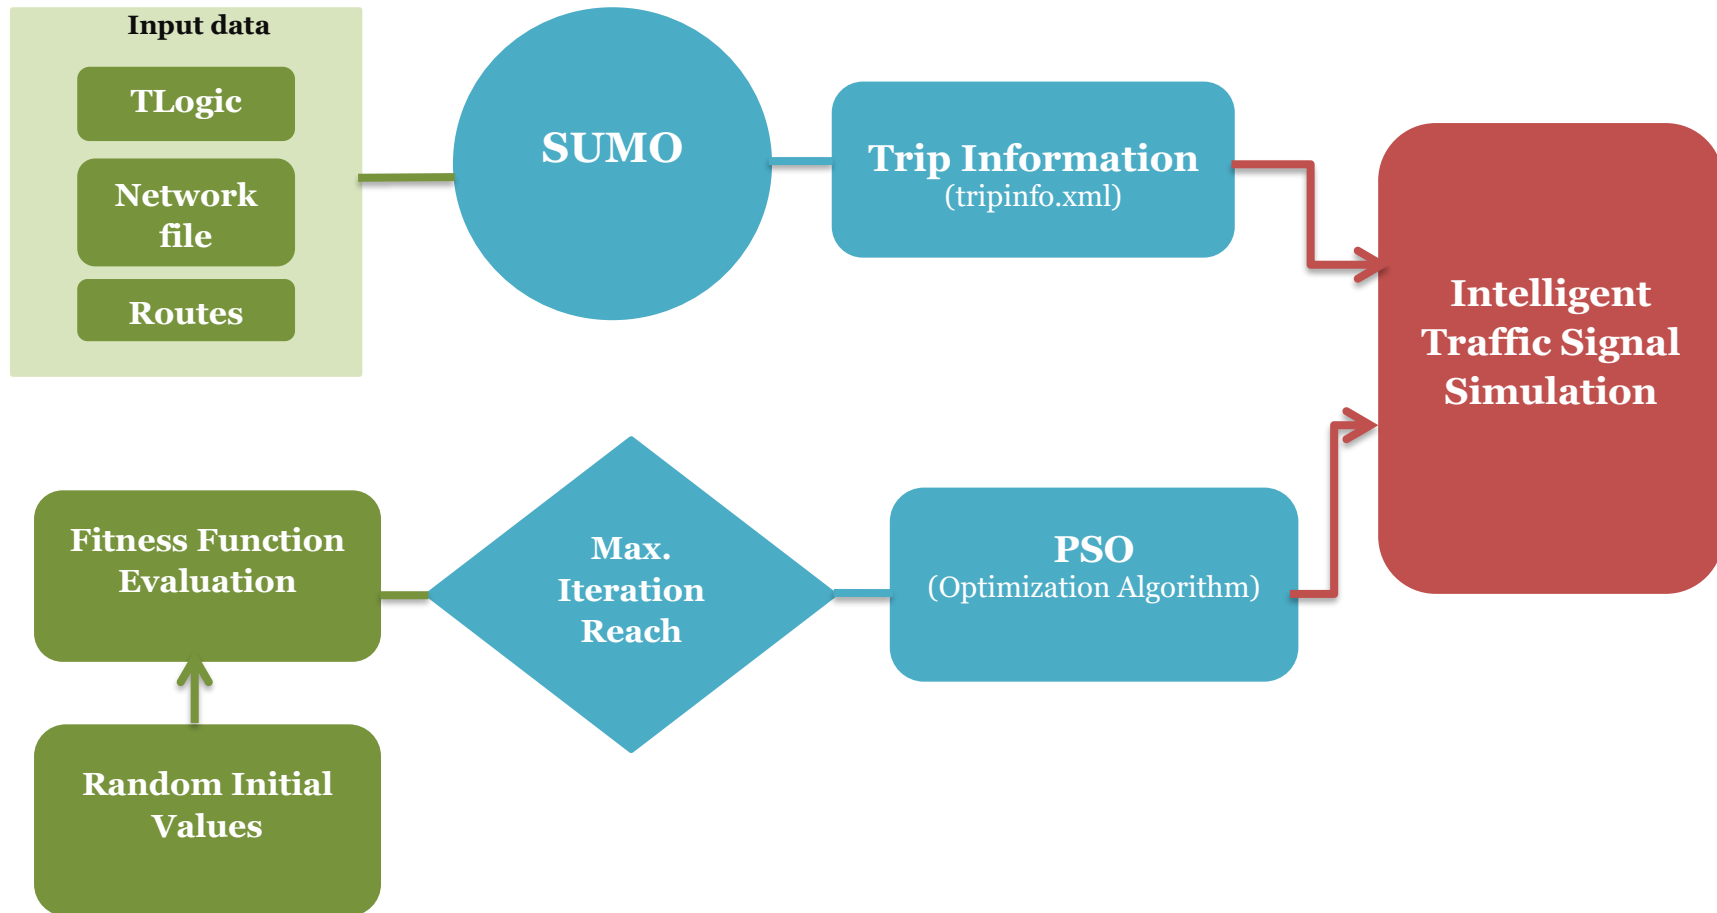 Input data
TLogic
Network
file
Routes
SUMO
Trip Information
(tripinfo.xml)
Intelligent
Traffic Signal
Simulation
Fitness Function
Evaluation
Max.
Iteration
Reach
PSO
(Optimization Algorithm)
Random Initial
Values